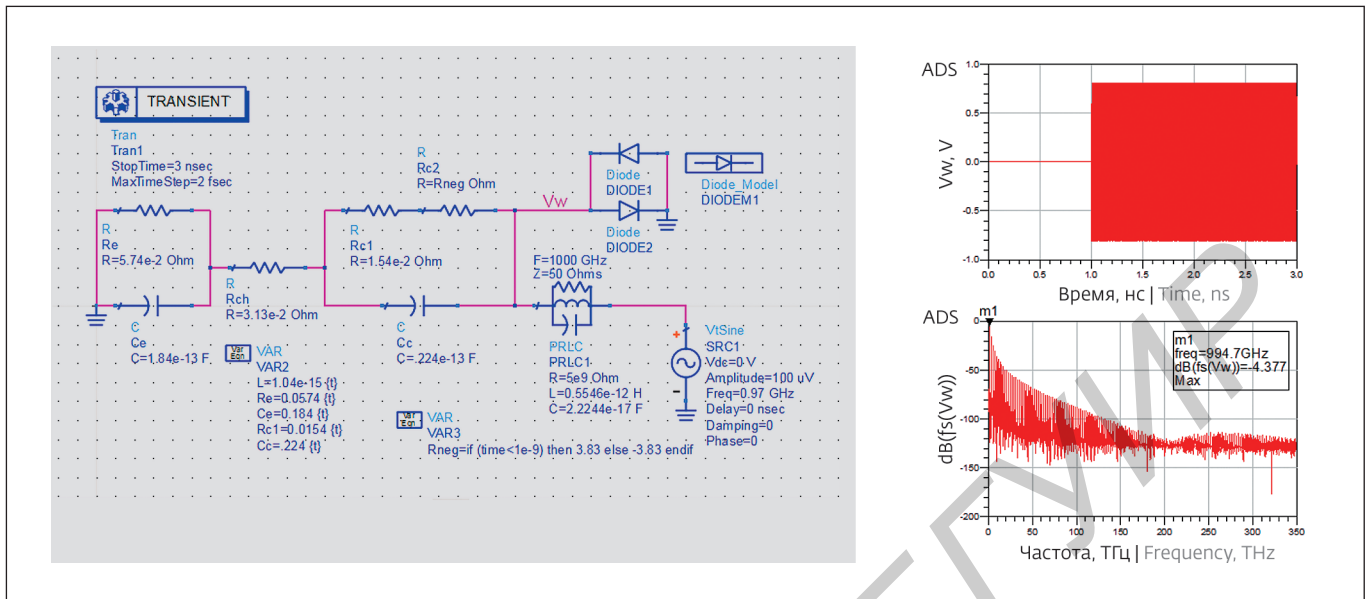 TRANSIENT
Tran
Tran1
StopTime=3 nsec
MaxTimeStep=2 fsec
R
Re
R=5.74e-2 Ohm
C
Ce
C=1.84e-13 F
R
Rch
R=3.13e-2 Ohm
Var
Eqn
VAR
VAR2
L=1.04e-15 {t}
Re=0.0574 {t}
Ce=0.184 {t}
Rc1=0.0154 {t}
Cc=.224 {t}
R
Rc2
R=Rneg Ohm
R
Rc1
R=1.54e-2 Ohm
C
Cc
C=.224e-13 F
Var
Eqn
VAR
VAR3
Rneg=if (time<1e-9) then 3.83 else -3.83 endif
Vw
Diode
DIODE1
Diode
DIODE2
Diode_Model
DIODEM1
F=1000 GHz
Z=50 Ohms
PRLC
PRLC1
R=5e9 Ohm
L=0.5546e-12 H
C=2.2244e-17 F
VtSine
SRC1
Vdc=0 V
Amplitude=100 uV
Freq=0.97 GHz
Delay=0 nsec
Damping=0
Phase=0
ADS
Vw, V
1.0
0.5
0.0
-0.5
-1.0
0.0 0.5 1.0 1.5 2.0 2.5 3.0
Время, нс | Time, ns
ADS
m1
m1
freq=994.7GHz
dB(fs(Vw))=-4.377
Max
dB(fs(Vw))
0
-50
-100
-150
-200
0 50 100 150 200 250 300 350
Частота, ТГц | Frequency, THz
ГУИР